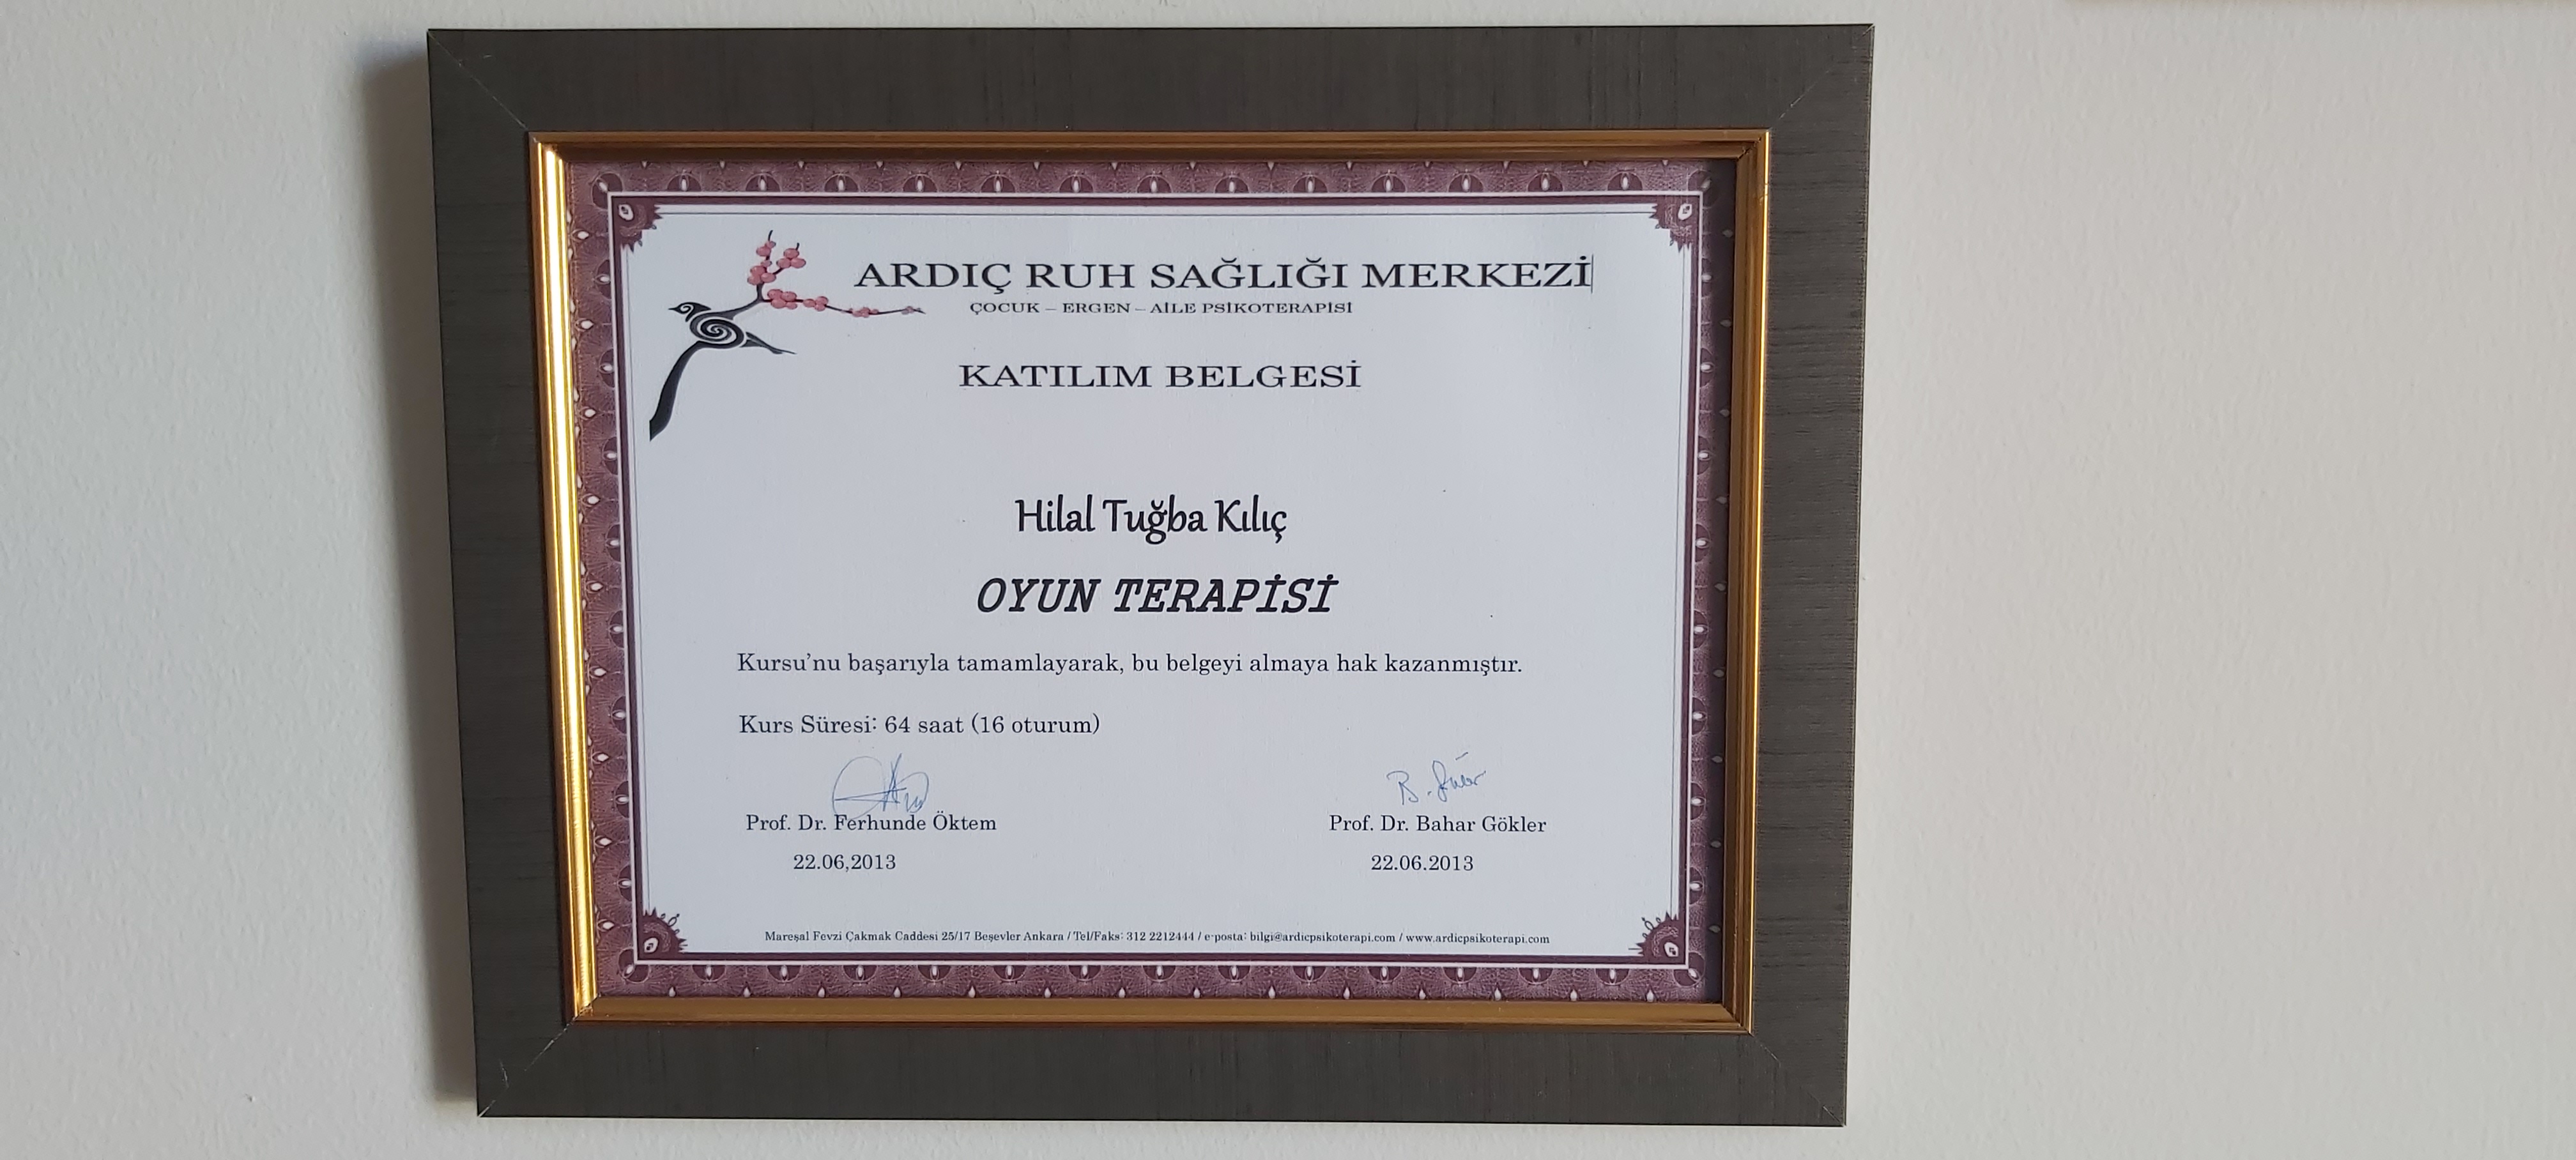 ARDIÇ RUH SAĞLIĞI MERKEZİ
ÇOCUK – ERGEN – AİLE PSİKOTERAPİSİ
KATILIM BELGESİ
Hilal Tuğba Kılıç
OYUN TERAPİSİ
Kursu'nu başarıyla tamamlayarak, bu belgeyi almaya hak kazanmıştır.
Kurs Süresi: 64 saat (16 oturum)
Prof. Dr. Ferhunde Öktem
22.06,2013
Prof. Dr. Bahar Gökler
22.06.2013
Mareşal Fevzi Çakmak Caddesi 25/17 Beşevler Ankara / Tel/Faks: 312 2212444 / e-posta: bilgi@ardicpsikoterapi.com / www.ardicpsikoterapi.com